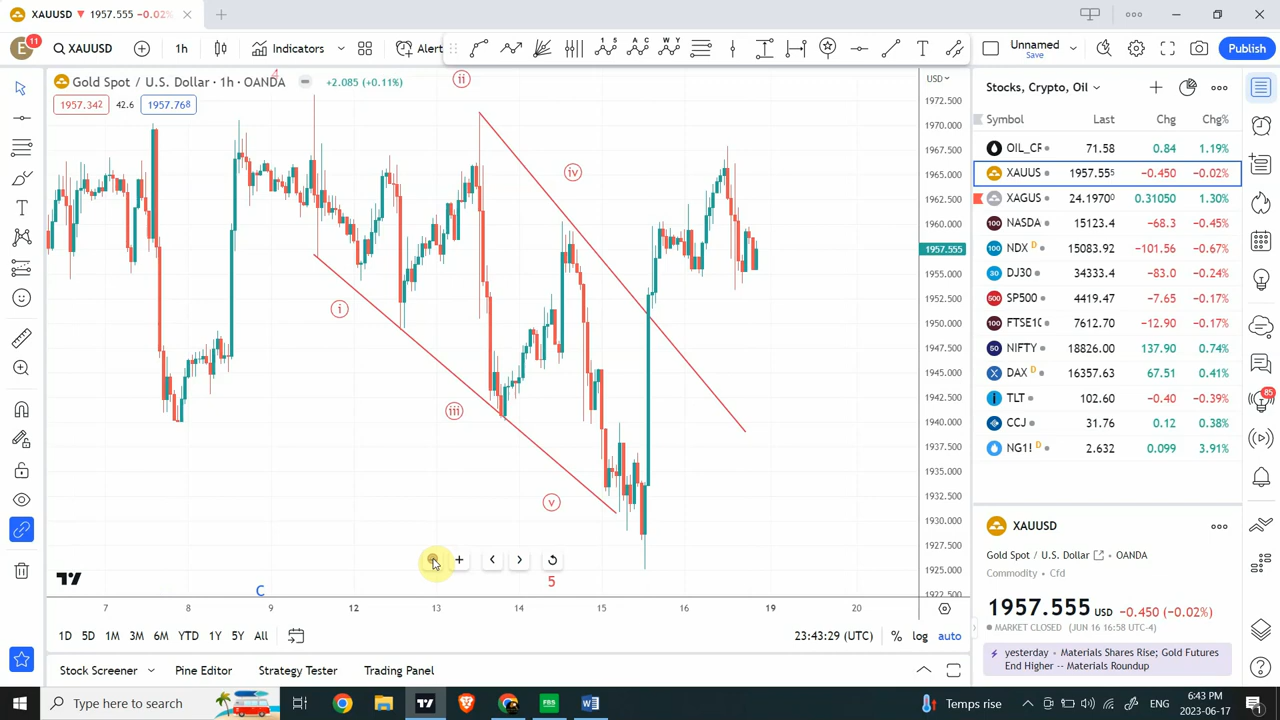 XAUUSD ▼ 1957.555 −0.02%
E 11 XAUUSD 1h Indicators Alert
Unnamed
Save
Publish
Gold Spot / U.S. Dollar · 1h · OANDA +2.085 (+0.11%)
4
1957.342 42.6 1957.768
USD
1972.500
1970.000
1967.500
1965.000
1962.500
1960.000
1957.555
1955.000
1952.500
1950.000
1947.500
1945.000
1942.500
1940.000
1937.500
1935.000
1932.500
1930.000
1927.500
1925.000
1922.500
ii
iv
i
iii
v
5
C
7 8 9 12 13 14 15 16 19 20
1D 5D 1M 3M 6M YTD 1Y 5Y All
23:43:29 (UTC) % log auto
Stock Screener Pine Editor Strategy Tester Trading Panel
Stocks, Crypto, Oil
Symbol Last Chg Chg%
OIL_CF 71.58 0.84 1.19%
XAUUS 1957.555 −0.450 −0.02%
XAGUS 24.1970 0.31050 1.30%
NASDA 15123.4 −68.3 −0.45%
NDX D 15083.92 −101.56 −0.67%
DJ30 34333.4 −83.0 −0.24%
SP500 4419.47 −7.65 −0.17%
FTSE10 7612.70 −12.90 −0.17%
NIFTY 18826.00 137.90 0.74%
DAX D 16357.63 67.51 0.41%
TLT 102.60 −0.40 −0.39%
CCJ 31.76 0.12 0.38%
NG1! D 2.632 0.099 3.91%
85
XAUUSD
Gold Spot / U.S. Dollar OANDA
Commodity • Cfd
1957.555 USD −0.450 (−0.02%)
MARKET CLOSED (JUN 16 16:58 UTC-4)
yesterday • Materials Shares Rise; Gold Futures
End Higher -- Materials Roundup
Type here to search
FBS
Temps rise
ENG
6:43 PM
2023-06-17